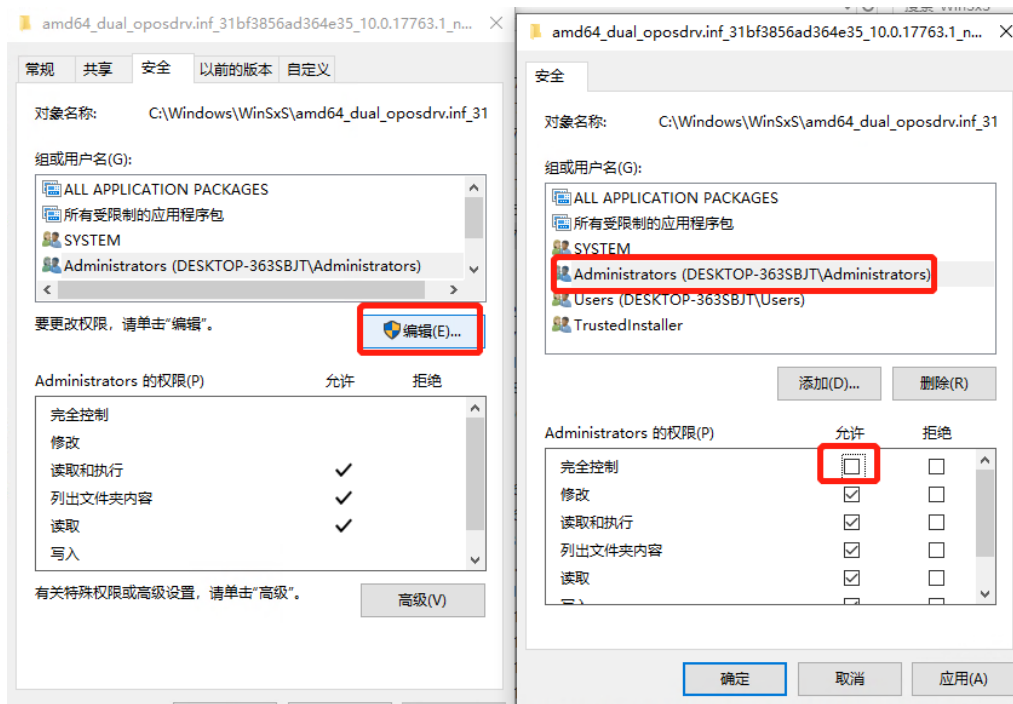 amd64_dual_oposdrv.inf_31bf3856ad364e35_10.0.17763.1_n...
常规 共享 安全 以前的版本 自定义
对象名称: C:\Windows\WinSxS\amd64_dual_oposdrv.inf_31
组或用户名(G):
ALL APPLICATION PACKAGES
所有受限制的应用程序包
SYSTEM
Administrators (DESKTOP-363SBJT\Administrators)
要更改权限，请单击"编辑"。
编辑(E)...
Administrators 的权限(P) 允许 拒绝
完全控制
修改
读取和执行
列出文件夹内容
读取
写入
有关特殊权限或高级设置，请单击"高级"。
高级(V)
搜索"WinSxS"
amd64_dual_oposdrv.inf_31bf3856ad364e35_10.0.17763.1_n...
安全
对象名称: C:\Windows\WinSxS\amd64_dual_oposdrv.inf_31
组或用户名(G):
ALL APPLICATION PACKAGES
所有受限制的应用程序包
SYSTEM
Administrators (DESKTOP-363SBJT\Administrators)
Users (DESKTOP-363SBJT\Users)
TrustedInstaller
添加(D)... 删除(R)
Administrators 的权限(P) 允许 拒绝
完全控制
修改
读取和执行
列出文件夹内容
读取
写入
确定 取消 应用(A)